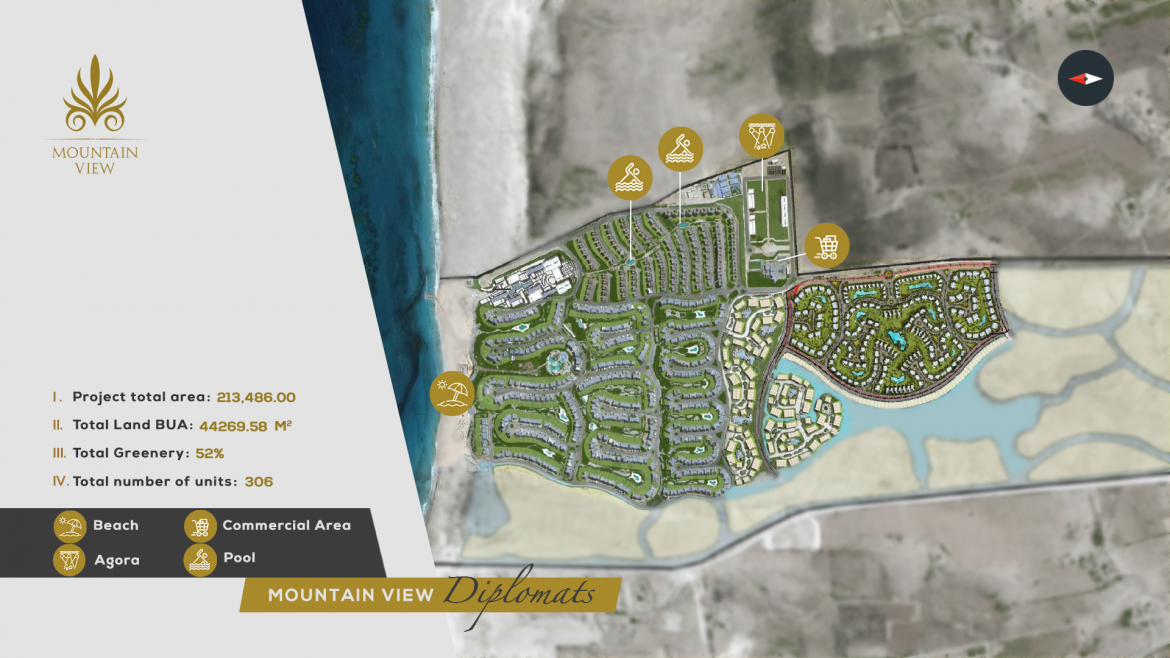 MOUNTAIN
VIEW
I. Project total area: 213,486.00
II. Total Land BUA: 44269.58 M²
III. Total Greenery: 52%
IV. Total number of units: 306
Beach
Commercial Area
Agora
Pool
MOUNTAIN VIEW Diplomats